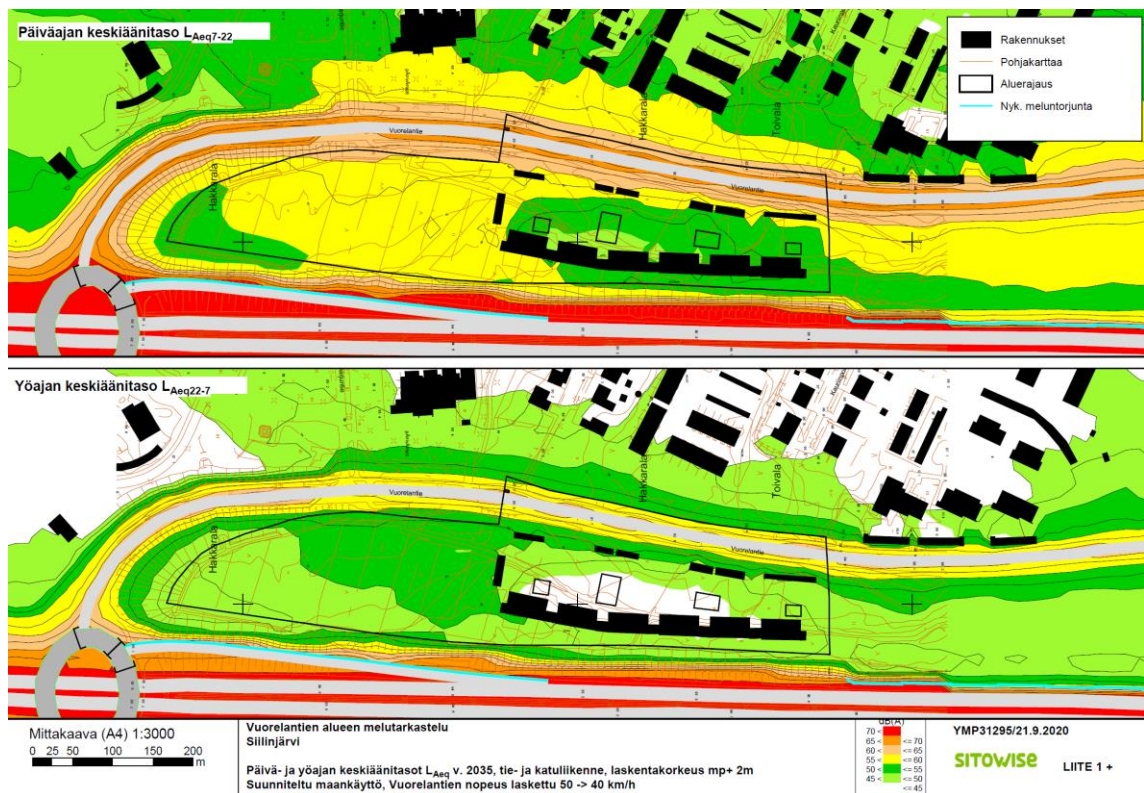 Päiväajan keskiäänitaso LAeq7-22
Rakennukset
Pohjakarttaa
Aluerajaus
Nyk. meluntorjunta
Vuorelantie
Hakkarala
Toivala
Hakkarala
Vuorelantie
Yöajan keskiäänitaso LAeq22-7
Vuorelantie
Hakkarala
Toivala
Hakkarala
Vuorelantie
Mittakaava (A4) 1:3000
0 25 50 100 150 200
m
Vuorelantien alueen melutarkastelu
Siilinjärvi
Päivä- ja yöajan keskiäänitasot LAeq v. 2035, tie- ja katuliikenne, laskentakorkeus mp+ 2m
Suunniteltu maankäyttö, Vuorelantien nopeus laskettu 50 -> 40 km/h
dB(A)
70 <
65 < <= 70
60 < <= 65
55 < <= 60
50 < <= 55
45 < <= 50
<= 45
YMP31295/21.9.2020
SITOWISE
LIITE 1 +